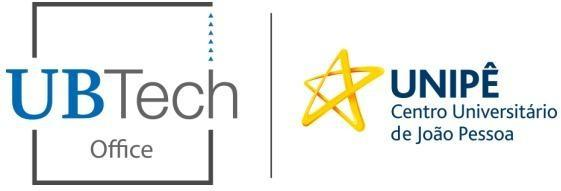 UBTech
Office
UNIPÊ
Centro Universitário
de João Pessoa